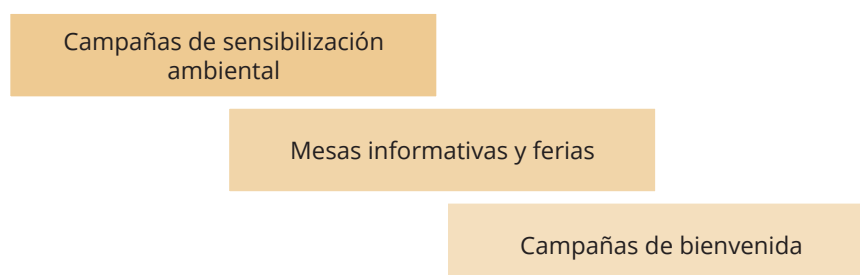 Campañas de sensibilización
ambiental
Mesas informativas y ferias
Campañas de bienvenida